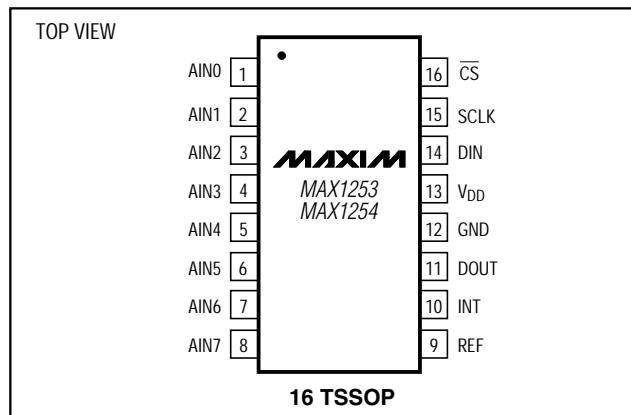 TOP VIEW
AIN0 1
AIN1 2
AIN2 3
AIN3 4
AIN4 5
AIN5 6
AIN6 7
AIN7 8
MAXIM
MAX1253
MAX1254
16 CS
15 SCLK
14 DIN
13 VDD
12 GND
11 DOUT
10 INT
9 REF
16 TSSOP